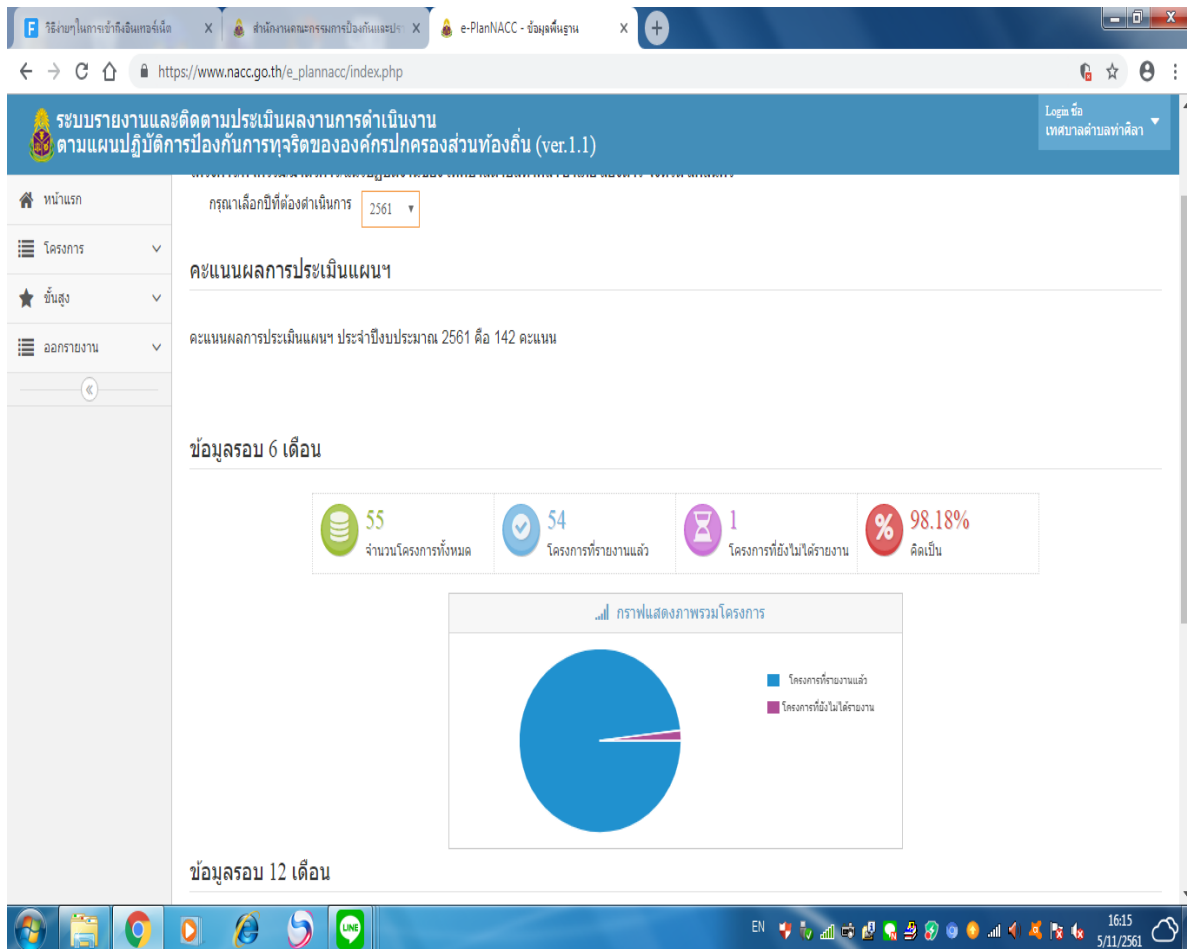 วิธีง่ายๆในการเข้าถึงอินเทอร์เน็ต
สำนักงานคณะกรรมการป้องกันและปรา
e-PlanNACC - ข้อมูลพื้นฐาน
https://www.nacc.go.th/e_plannacc/index.php
ระบบรายงานและติดตามประเมินผลงานการดำเนินงาน
ตามแผนปฏิบัติการป้องกันการทุจริตขององค์กรปกครองส่วนท้องถิ่น (ver.1.1)
Login ชื่อ
เทศบาลตำบลท่าศิลา
หน้าแรก
โครงการ
ขั้นสูง
ออกรายงาน
กรุณาเลือกปีที่ต้องดำเนินการ 2561
คะแนนผลการประเมินแผนฯ
คะแนนผลการประเมินแผนฯ ประจำปีงบประมาณ 2561 คือ 142 คะแนน
ข้อมูลรอบ 6 เดือน
55
จำนวนโครงการทั้งหมด
54
โครงการที่รายงานแล้ว
1
โครงการที่ยังไม่ได้รายงาน
98.18%
คิดเป็น
กราฟแสดงภาพรวมโครงการ
โครงการที่รายงานแล้ว
โครงการที่ยังไม่ได้รายงาน
ข้อมูลรอบ 12 เดือน
LINE
EN
16:15
5/11/2561